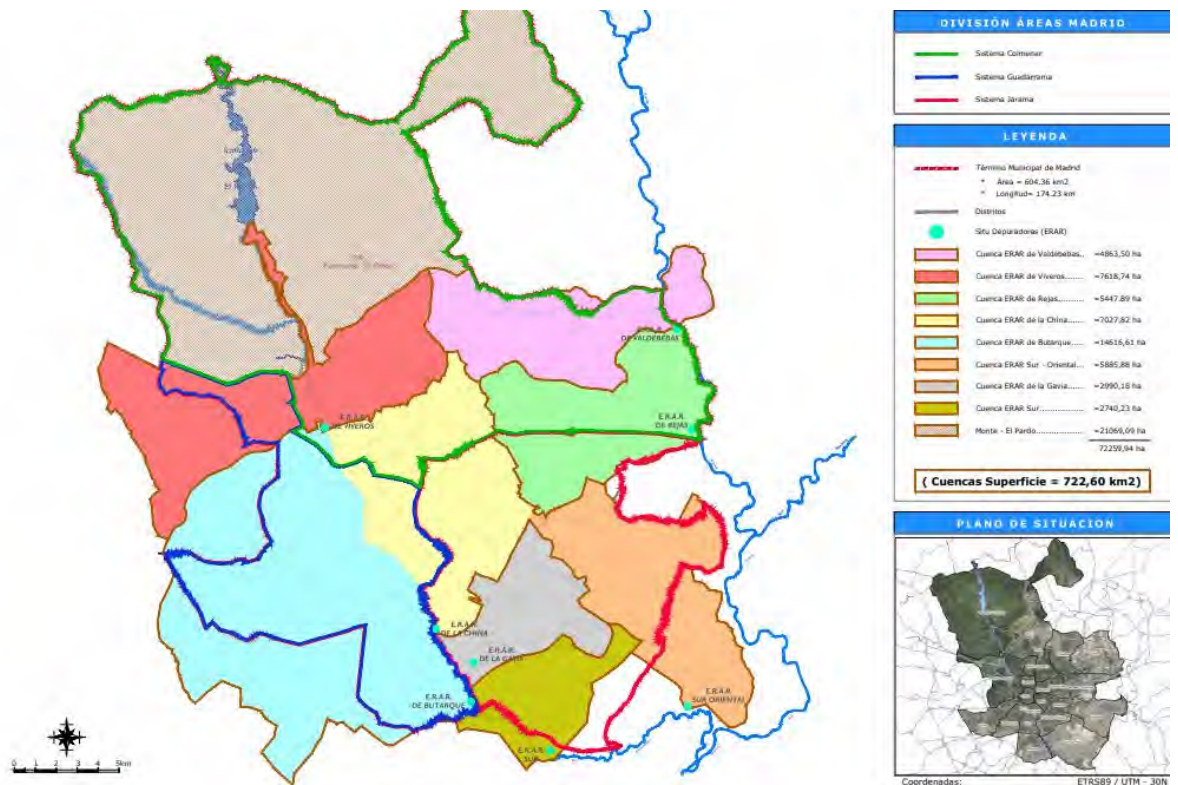 DIVISIÓN ÁREAS MADRID
Sistema Colmenar
Sistema Guadarrama
Sistema Jarama
LEYENDA
Término Municipal de Madrid
* Área = 604,36 km2
* Longitud= 174,23 km
Distritos
Situ Depuradores (ERAR)
Cuenca ERAR de Valdebebas.. =4863,50 ha
Cuenca ERAR de Viveros....... =7618,74 ha
Cuenca ERAR de Rejas.......... =5447,89 ha
Cuenca ERAR de la China...... =7027,82 ha
Cuenca ERAR de Butarque..... =14616,61 ha
Cuenca ERAR Sur - Oriental... =5885,88 ha
Cuenca ERAR de la Gavia...... =2990,18 ha
Cuenca ERAR Sur............... =2740,23 ha
Monte - El Pardo.................. =21069,09 ha
72259,94 ha
( Cuencas Superficie = 722,60 km2)
PLANO DE SITUACION
Coordenadas: ETRS89 / UTM - 30N
DE VALDEBEBAS
E.R.A.R.
DE REJAS
E.R.A.R.
DE VIVEROS
E.R.A.R.
DE LA CHINA
E.R.A.R.
DE LA GAVIA
E.R.A.R.
DE BUTARQUE
E.R.A.R.
SUR ORIENTAL
E.R.A.R.
SUR
0 1 2 3 4 5km